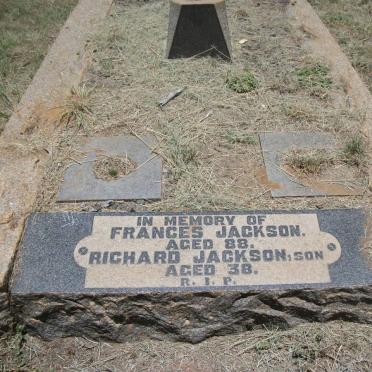 IN MEMORY OF
FRANCES JACKSON.
AGED 88.
RICHARD JACKSON; SON
AGED 38.
R. I. P.